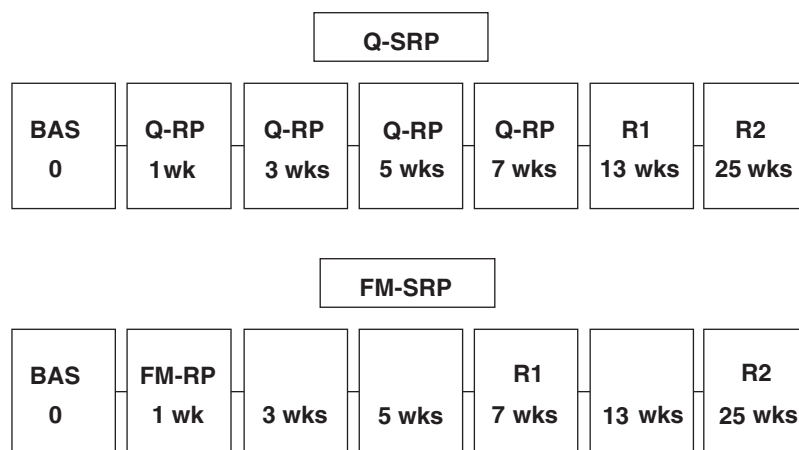 Q-SRP
BAS Q-RP Q-RP Q-RP Q-RP R1 R2
0 1wk 3 wks 5 wks 7 wks 13 wks 25 wks
FM-SRP
BAS FM-RP R1 R2
0 1 wk 3 wks 5 wks 7 wks 13 wks 25 wks